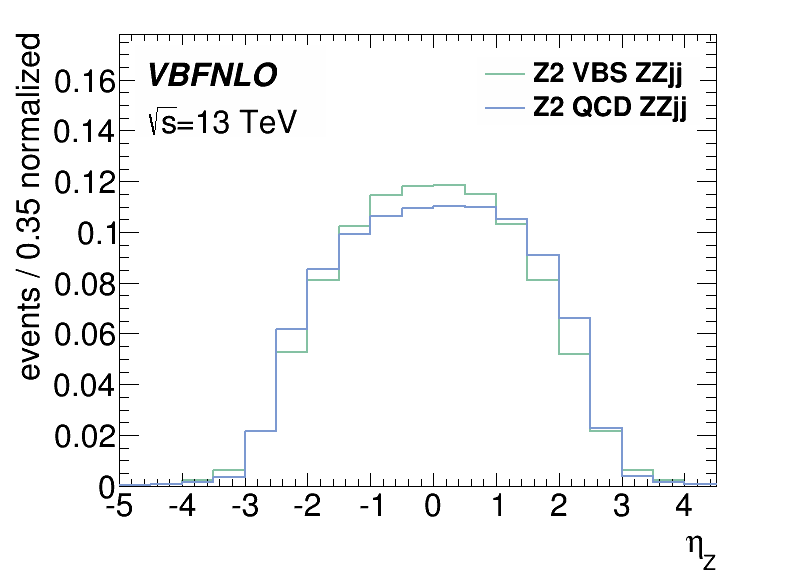 events / 0.35 normalized
VBFNLO
√s=13 TeV
Z2 VBS ZZjj
Z2 QCD ZZjj
0.16
0.14
0.12
0.1
0.08
0.06
0.04
0.02
0
-5 -4 -3 -2 -1 0 1 2 3 4
η_Z